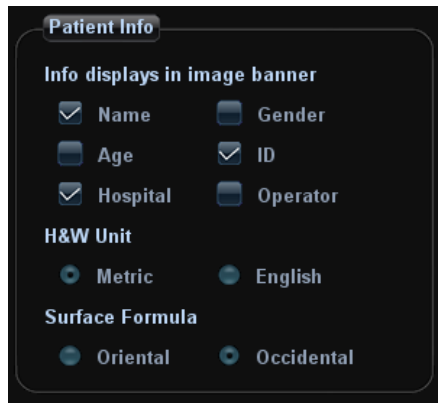 Patient Info
Info displays in image banner
Name Gender
Age ID
Hospital Operator
H&W Unit
Metric English
Surface Formula
Oriental Occidental